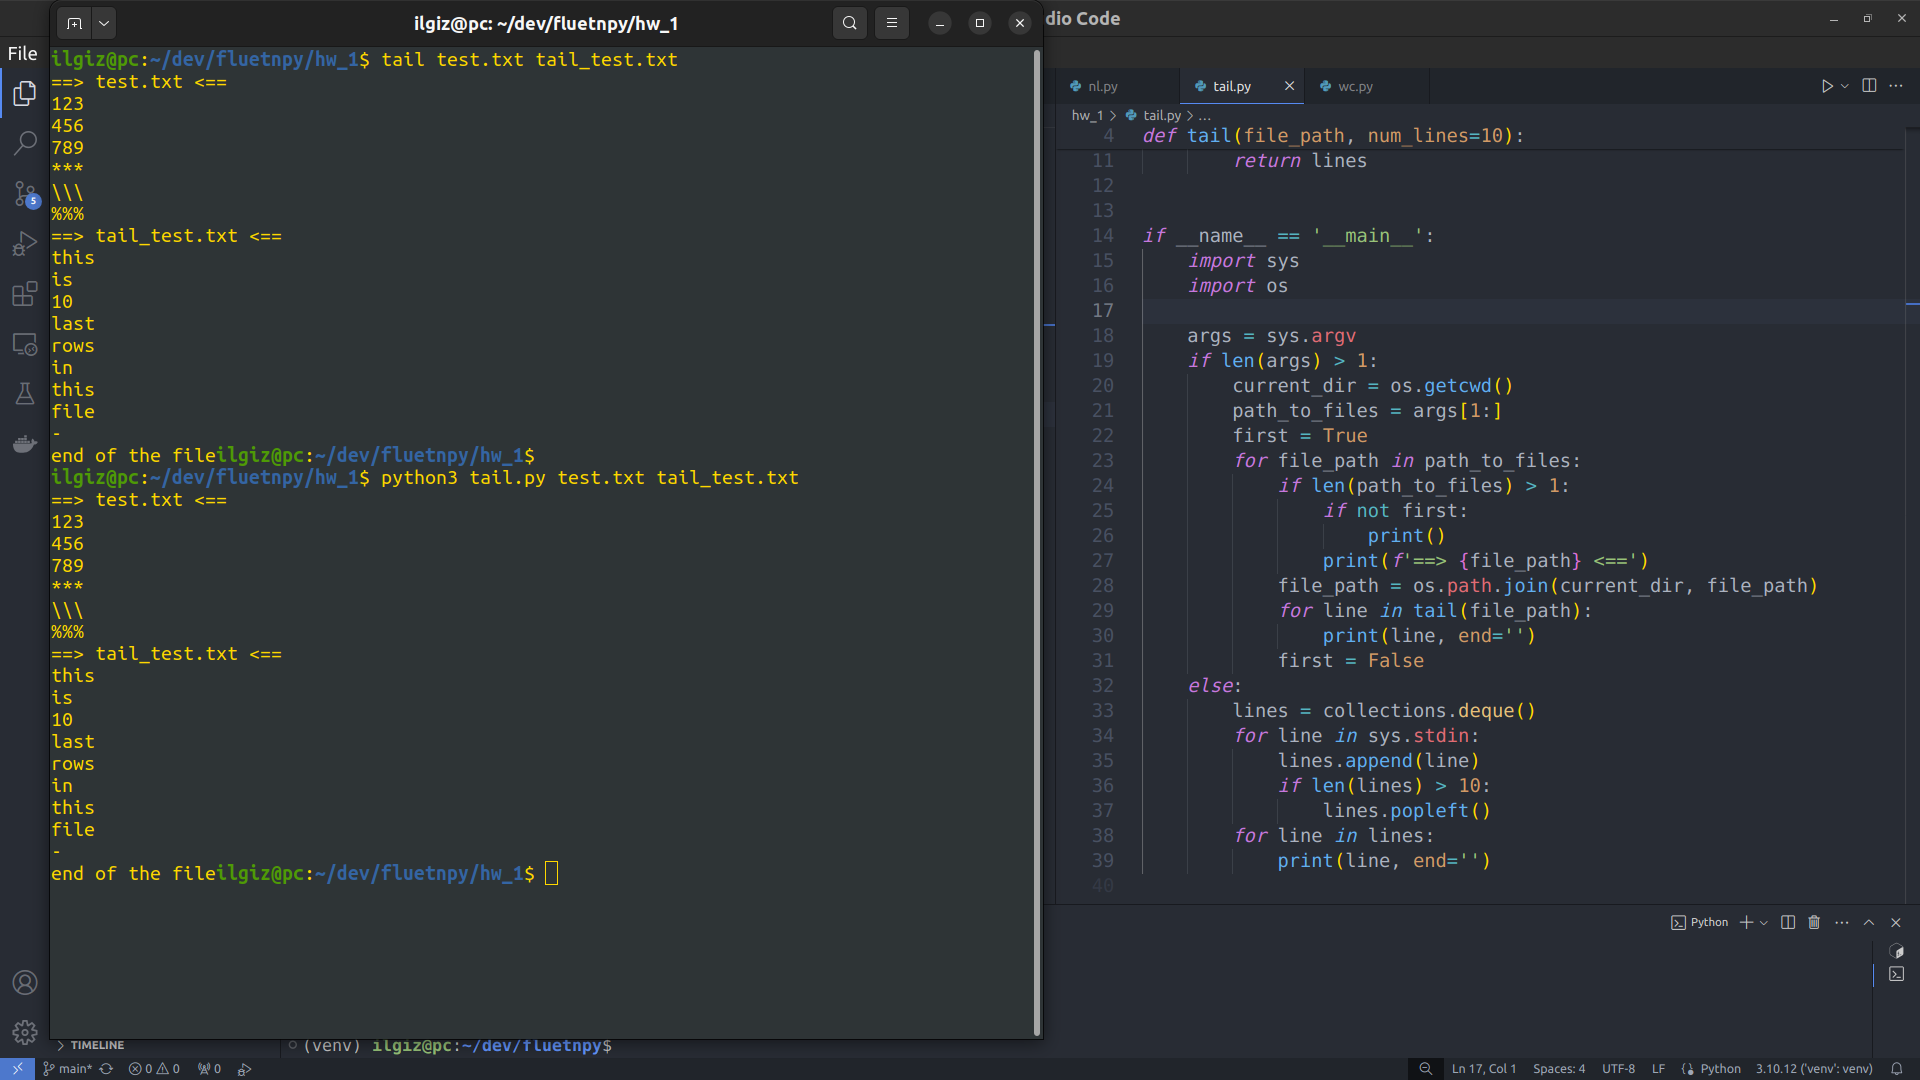 ilgiz@pc: ~/dev/fluetnpy/hw_1
dio Code
File
ilgiz@pc:~/dev/fluetnpy/hw_1$ tail test.txt tail_test.txt
==> test.txt <==
123
456
789
***
\\\
%%%
==> tail_test.txt <==
this
is
10
last
rows
in
this
file
-
end of the fileilgiz@pc:~/dev/fluetnpy/hw_1$
ilgiz@pc:~/dev/fluetnpy/hw_1$ python3 tail.py test.txt tail_test.txt
==> test.txt <==
123
456
789
***
\\\
%%%
==> tail_test.txt <==
this
is
10
last
rows
in
this
file
-
end of the fileilgiz@pc:~/dev/fluetnpy/hw_1$
5
nl.py tail.py wc.py
hw_1 > tail.py > ...
4 def tail(file_path, num_lines=10):
11         return lines
12
13
14 if __name__ == '__main__':
15     import sys
16     import os
17
18     args = sys.argv
19     if len(args) > 1:
20         current_dir = os.getcwd()
21         path_to_files = args[1:]
22         first = True
23         for file_path in path_to_files:
24             if len(path_to_files) > 1:
25                 if not first:
26                     print()
27                 print(f'==> {file_path} <==')
28             file_path = os.path.join(current_dir, file_path)
29             for line in tail(file_path):
30                 print(line, end='')
31             first = False
32     else:
33         lines = collections.deque()
34         for line in sys.stdin:
35             lines.append(line)
36             if len(lines) > 10:
37                 lines.popleft()
38         for line in lines:
39             print(line, end='')
40
Python
TIMELINE
(venv) ilgiz@pc:~/dev/fluetnpy$
main* 0 0 0 Ln 17, Col 1 Spaces: 4 UTF-8 LF Python 3.10.12 ('venv': venv)